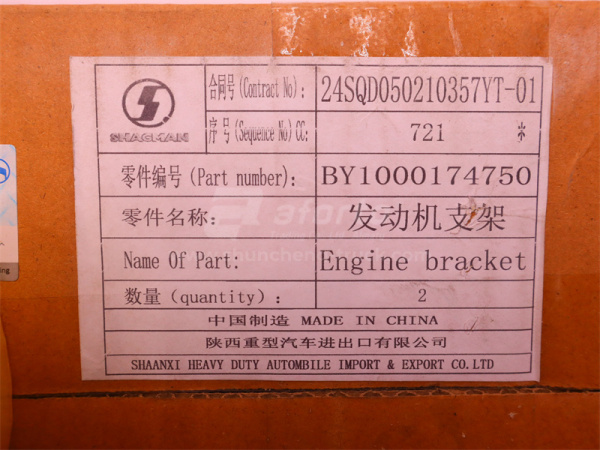 SHACMAN
合同号(Contract No): 24SQD050210357YT-01
序号(Sequence No)CC: 721 *
零件编号(Part number): BY1000174750
零件名称: 发动机支架
Name Of Part: Engine bracket
数量(quantity): 2
中国制造 MADE IN CHINA
陕西重型汽车进出口有限公司
SHAANXI HEAVY DUTY AUTOMBILE IMPORT & EXPORT CO.LTD